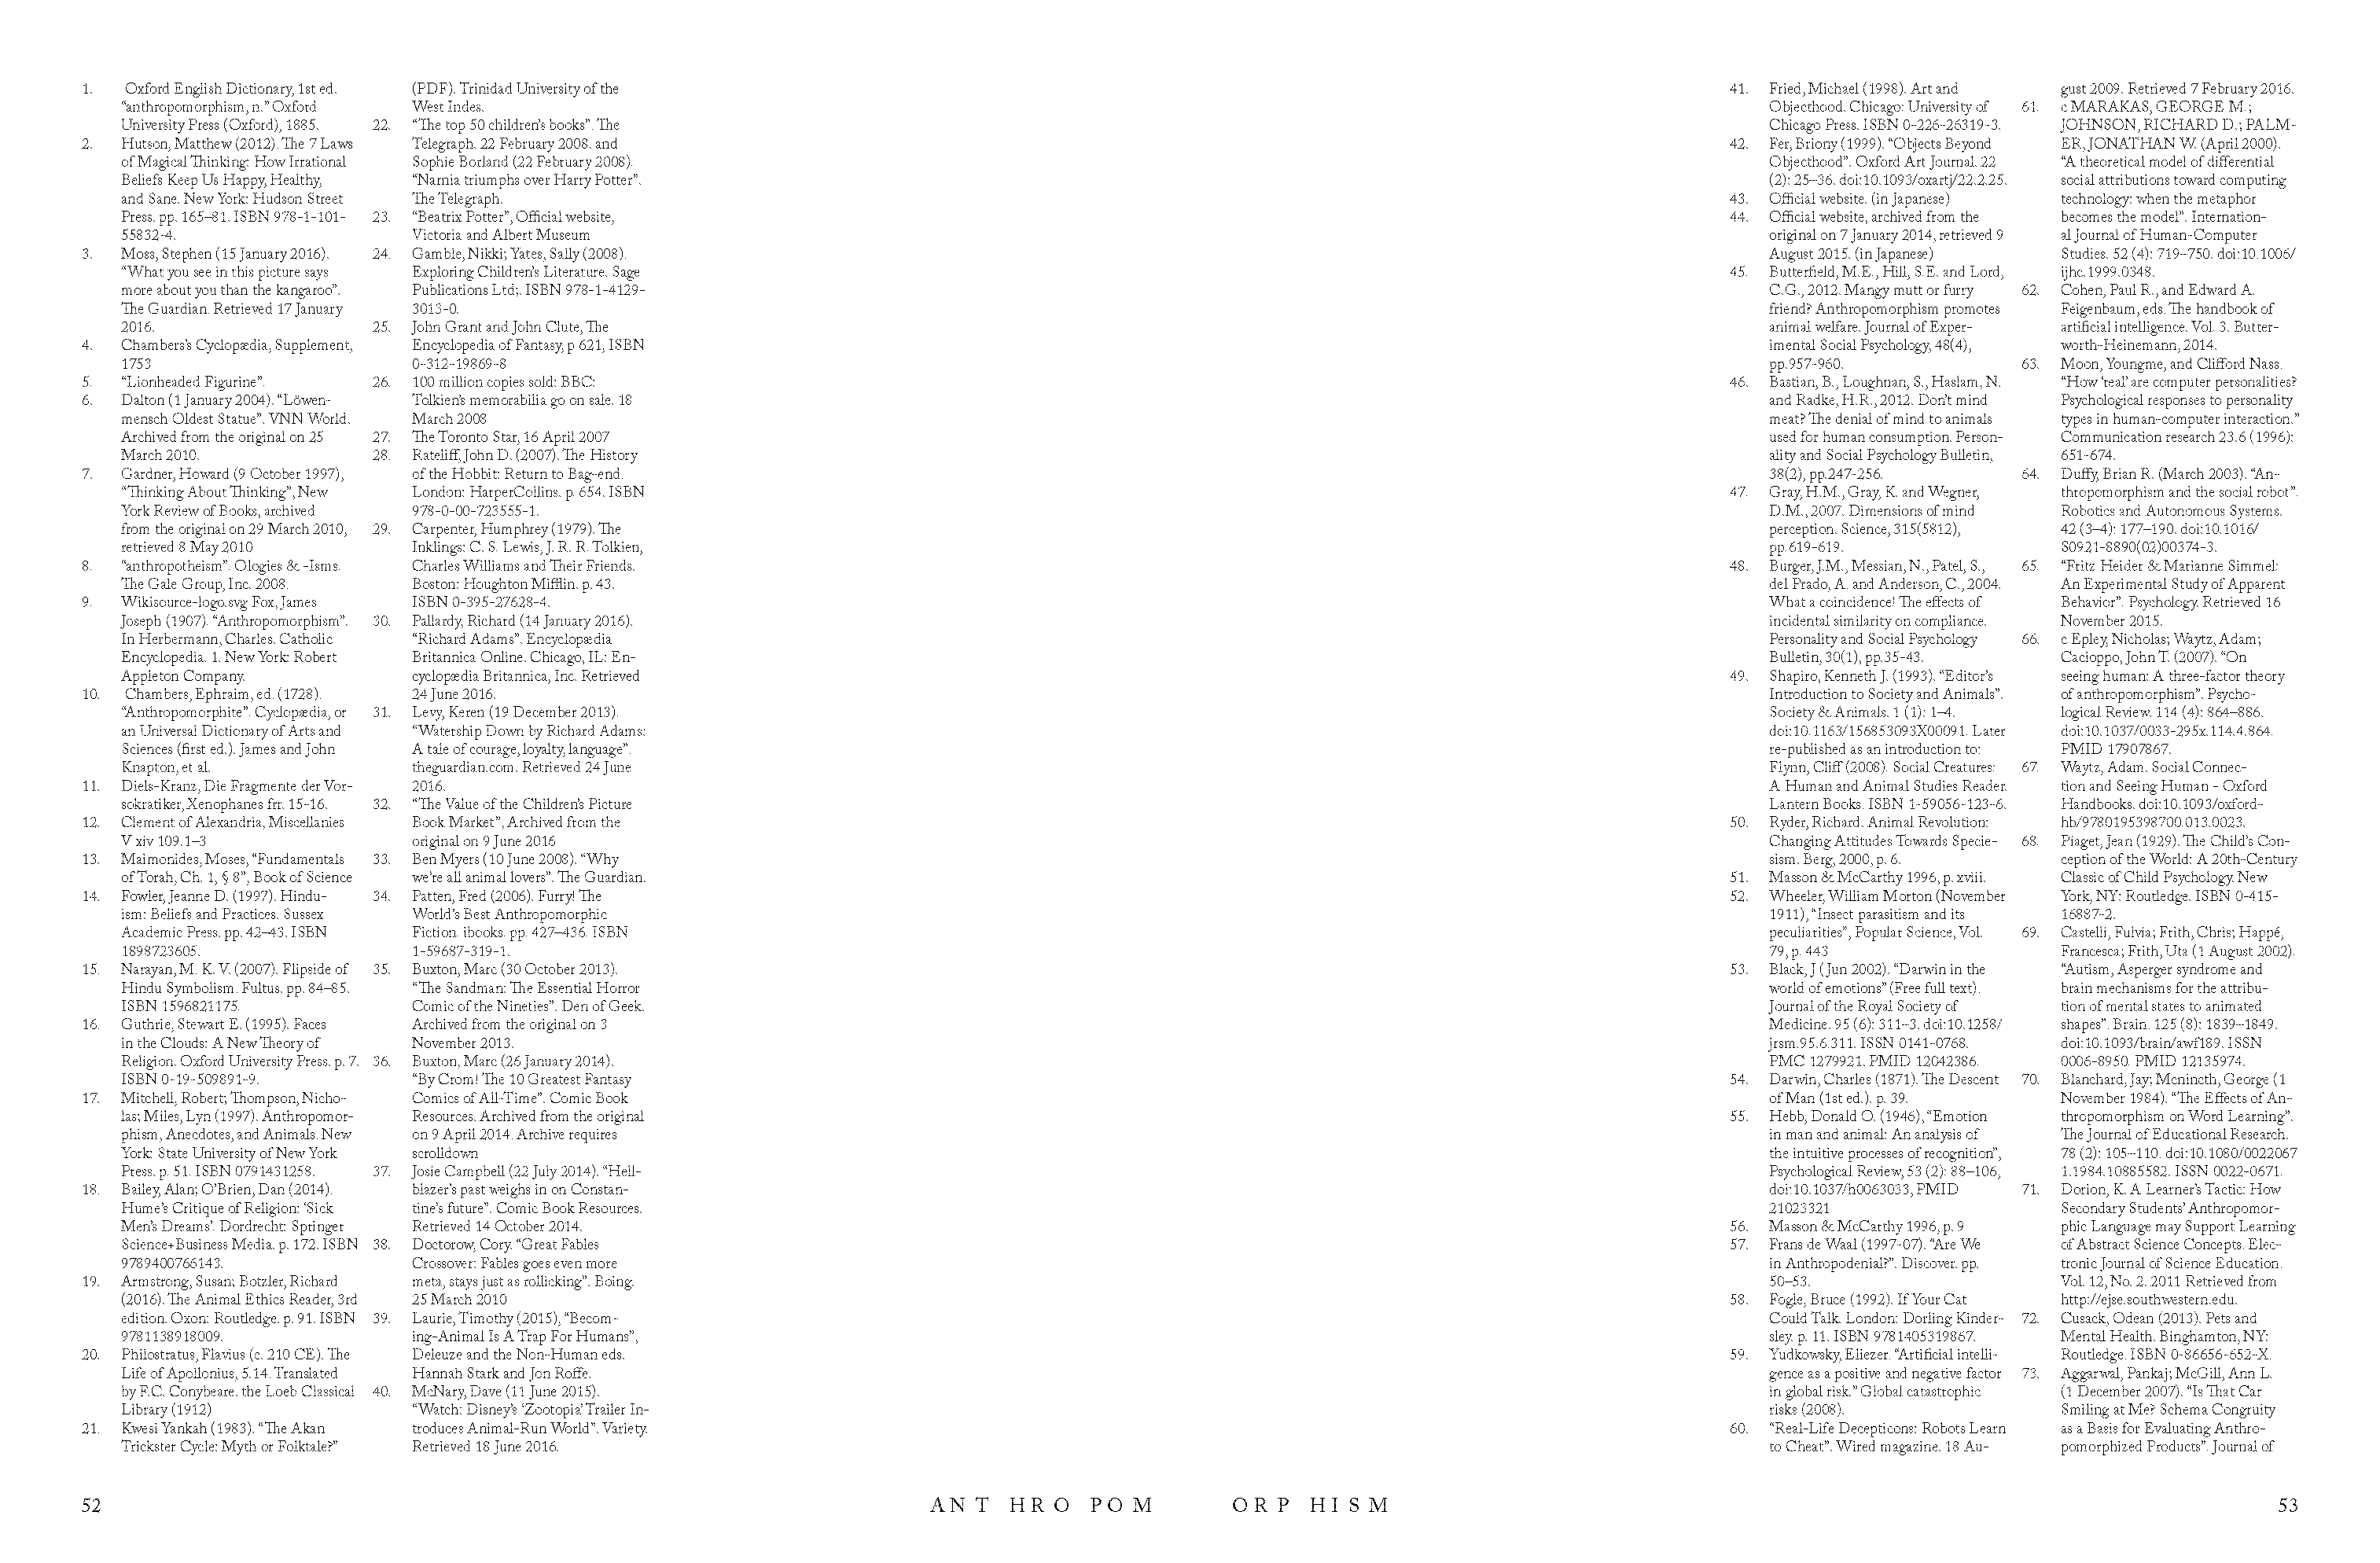 1. Oxford English Dictionary, 1st ed.
“anthropomorphism, n.” Oxford
University Press (Oxford), 1885.
2. Hutson, Matthew (2012). The 7 Laws
of Magical Thinking: How Irrational
Beliefs Keep Us Happy, Healthy,
and Sane. New York: Hudson Street
Press. pp. 165–81. ISBN 978-1-101-
55832-4.
3. Moss, Stephen (15 January 2016).
“What you see in this picture says
more about you than the kangaroo”.
The Guardian. Retrieved 17 January
2016.
4. Chambers’s Cyclopædia, Supplement,
1753
5. “Lionheaded Figurine”.
6. Dalton (1 January 2004). “Löwen-
mensch Oldest Statue”. VNN World.
Archived from the original on 25
March 2010.
7. Gardner, Howard (9 October 1997),
“Thinking About Thinking”, New
York Review of Books, archived
from the original on 29 March 2010,
retrieved 8 May 2010
8. “anthropotheism”. Ologies & -Isms.
The Gale Group, Inc. 2008.
9. Wikisource-logo.svg Fox, James
Joseph (1907). “Anthropomorphism”.
In Herbermann, Charles. Catholic
Encyclopedia. 1. New York: Robert
Appleton Company.
10. Chambers, Ephraim, ed. (1728).
“Anthropomorphite”. Cyclopædia, or
an Universal Dictionary of Arts and
Sciences (first ed.). James and John
Knapton, et al.
11. Diels-Kranz, Die Fragmente der Vor-
sokratiker, Xenophanes frr. 15-16.
12. Clement of Alexandria, Miscellanies
V xiv 109.1–3
13. Maimonides, Moses, “Fundamentals
of Torah, Ch. 1, § 8”, Book of Science
14. Fowler, Jeanne D. (1997). Hindu-
ism: Beliefs and Practices. Sussex
Academic Press. pp. 42–43. ISBN
1898723605.
15. Narayan, M. K. V. (2007). Flipside of
Hindu Symbolism. Fultus. pp. 84–85.
ISBN 1596821175.
16. Guthrie, Stewart E. (1995). Faces
in the Clouds: A New Theory of
Religion. Oxford University Press. p. 7.
ISBN 0-19-509891-9.
17. Mitchell, Robert; Thompson, Nicho-
las; Miles, Lyn (1997). Anthropomor-
phism, Anecdotes, and Animals. New
York: State University of New York
Press. p. 51. ISBN 0791431258.
18. Bailey, Alan; O’Brien, Dan (2014).
Hume’s Critique of Religion: ‘Sick
Men’s Dreams’. Dordrecht: Springer
Science+Business Media. p. 172. ISBN
9789400766143.
19. Armstrong, Susan; Botzler, Richard
(2016). The Animal Ethics Reader, 3rd
edition. Oxon: Routledge. p. 91. ISBN
9781138918009.
20. Philostratus, Flavius (c. 210 CE). The
Life of Apollonius, 5.14. Translated
by F.C. Conybeare. the Loeb Classical
Library (1912)
21. Kwesi Yankah (1983). “The Akan
Trickster Cycle: Myth or Folktale?”
(PDF). Trinidad University of the
West Indes.
22. “The top 50 children’s books”. The
Telegraph. 22 February 2008. and
Sophie Borland (22 February 2008).
“Narnia triumphs over Harry Potter”.
The Telegraph.
23. “Beatrix Potter”, Official website,
Victoria and Albert Museum
24. Gamble, Nikki; Yates, Sally (2008).
Exploring Children’s Literature. Sage
Publications Ltd;. ISBN 978-1-4129-
3013-0.
25. John Grant and John Clute, The
Encyclopedia of Fantasy, p 621, ISBN
0-312-19869-8
26. 100 million copies sold: BBC:
Tolkien’s memorabilia go on sale. 18
March 2008
27. The Toronto Star, 16 April 2007
28. Rateliff, John D. (2007). The History
of the Hobbit: Return to Bag-end.
London: HarperCollins. p. 654. ISBN
978-0-00-723555-1.
29. Carpenter, Humphrey (1979). The
Inklings: C. S. Lewis, J. R. R. Tolkien,
Charles Williams and Their Friends.
Boston: Houghton Mifflin. p. 43.
ISBN 0-395-27628-4.
30. Pallardy, Richard (14 January 2016).
“Richard Adams”. Encyclopædia
Britannica Online. Chicago, IL: En-
cyclopædia Britannica, Inc. Retrieved
24 June 2016.
31. Levy, Keren (19 December 2013).
“Watership Down by Richard Adams:
A tale of courage, loyalty, language”.
theguardian.com. Retrieved 24 June
2016.
32. “The Value of the Children’s Picture
Book Market”, Archived from the
original on 9 June 2016
33. Ben Myers (10 June 2008). “Why
we’re all animal lovers”. The Guardian.
34. Patten, Fred (2006). Furry! The
World’s Best Anthropomorphic
Fiction. ibooks. pp. 427–436. ISBN
1-59687-319-1.
35. Buxton, Marc (30 October 2013).
“The Sandman: The Essential Horror
Comic of the Nineties”. Den of Geek.
Archived from the original on 3
November 2013.
36. Buxton, Marc (26 January 2014).
“By Crom! The 10 Greatest Fantasy
Comics of All-Time”. Comic Book
Resources. Archived from the original
on 9 April 2014. Archive requires
scrolldown
37. Josie Campbell (22 July 2014). “Hell-
blazer’s past weighs in on Constan-
tine’s future”. Comic Book Resources.
Retrieved 14 October 2014.
38. Doctorow, Cory. “Great Fables
Crossover: Fables goes even more
meta, stays just as rollicking”. Boing.
25 March 2010
39. Laurie, Timothy (2015), “Becom-
ing-Animal Is A Trap For Humans”,
Deleuze and the Non-Human eds.
Hannah Stark and Jon Roffe.
40. McNary, Dave (11 June 2015).
“Watch: Disney’s ‘Zootopia’ Trailer In-
troduces Animal-Run World”. Variety.
Retrieved 18 June 2016.
41. Fried, Michael (1998). Art and
Objecthood. Chicago: University of
Chicago Press. ISBN 0-226-26319-3.
42. Fer, Briony (1999). “Objects Beyond
Objecthood”. Oxford Art Journal. 22
(2): 25–36. doi:10.1093/oxartj/22.2.25.
43. Official website. (in Japanese)
44. Official website, archived from the
original on 7 January 2014, retrieved 9
August 2015. (in Japanese)
45. Butterfield, M.E., Hill, S.E. and Lord,
C.G., 2012. Mangy mutt or furry
friend? Anthropomorphism promotes
animal welfare. Journal of Exper-
imental Social Psychology, 48(4),
pp.957-960.
46. Bastian, B., Loughnan, S., Haslam, N.
and Radke, H.R., 2012. Don’t mind
meat? The denial of mind to animals
used for human consumption. Person-
ality and Social Psychology Bulletin,
38(2), pp.247-256.
47. Gray, H.M., Gray, K. and Wegner,
D.M., 2007. Dimensions of mind
perception. Science, 315(5812),
pp.619-619.
48. Burger, J.M., Messian, N., Patel, S.,
del Prado, A. and Anderson, C., 2004.
What a coincidence! The effects of
incidental similarity on compliance.
Personality and Social Psychology
Bulletin, 30(1), pp.35-43.
49. Shapiro, Kenneth J. (1993). “Editor’s
Introduction to Society and Animals”.
Society & Animals. 1 (1): 1–4.
doi:10.1163/156853093X00091. Later
re-published as an introduction to:
Flynn, Cliff (2008). Social Creatures:
A Human and Animal Studies Reader.
Lantern Books. ISBN 1-59056-123-6.
50. Ryder, Richard. Animal Revolution:
Changing Attitudes Towards Specie-
sism. Berg, 2000, p. 6.
51. Masson & McCarthy 1996, p. xviii.
52. Wheeler, William Morton (November
1911), “Insect parasitism and its
peculiarities”, Popular Science, Vol.
79, p. 443
53. Black, J (Jun 2002). “Darwin in the
world of emotions” (Free full text).
Journal of the Royal Society of
Medicine. 95 (6): 311–3. doi:10.1258/
jrsm.95.6.311. ISSN 0141-0768.
PMC 1279921. PMID 12042386.
54. Darwin, Charles (1871). The Descent
of Man (1st ed.). p. 39.
55. Hebb, Donald O. (1946), “Emotion
in man and animal: An analysis of
the intuitive processes of recognition”,
Psychological Review, 53 (2): 88–106,
doi:10.1037/h0063033, PMID
21023321
56. Masson & McCarthy 1996, p. 9
57. Frans de Waal (1997-07). “Are We
in Anthropodenial?”. Discover. pp.
50–53.
58. Fogle, Bruce (1992). If Your Cat
Could Talk. London: Dorling Kinder-
sley. p. 11. ISBN 9781405319867.
59. Yudkowsky, Eliezer. “Artificial intelli-
gence as a positive and negative factor
in global risk.” Global catastrophic
risks (2008).
60. “Real-Life Decepticons: Robots Learn
to Cheat”. Wired magazine. 18 Au-
gust 2009. Retrieved 7 February 2016.
61. c MARAKAS, GEORGE M.;
JOHNSON, RICHARD D.; PALM-
ER, JONATHAN W. (April 2000).
“A theoretical model of differential
social attributions toward computing
technology: when the metaphor
becomes the model”. Internation-
al Journal of Human-Computer
Studies. 52 (4): 719–750. doi:10.1006/
ijhc.1999.0348.
62. Cohen, Paul R., and Edward A.
Feigenbaum, eds. The handbook of
artificial intelligence. Vol. 3. Butter-
worth-Heinemann, 2014.
63. Moon, Youngme, and Clifford Nass.
“How ‘real’ are computer personalities?
Psychological responses to personality
types in human-computer interaction.”
Communication research 23.6 (1996):
651-674.
64. Duffy, Brian R. (March 2003). “An-
thropomorphism and the social robot”.
Robotics and Autonomous Systems.
42 (3–4): 177–190. doi:10.1016/
S0921-8890(02)00374-3.
65. “Fritz Heider & Marianne Simmel:
An Experimental Study of Apparent
Behavior”. Psychology. Retrieved 16
November 2015.
66. c Epley, Nicholas; Waytz, Adam;
Cacioppo, John T. (2007). “On
seeing human: A three-factor theory
of anthropomorphism”. Psycho-
logical Review. 114 (4): 864–886.
doi:10.1037/0033-295x.114.4.864.
PMID 17907867.
67. Waytz, Adam. Social Connec-
tion and Seeing Human - Oxford
Handbooks. doi:10.1093/oxford-
hb/9780195398700.013.0023.
68. Piaget, Jean (1929). The Child’s Con-
ception of the World: A 20th-Century
Classic of Child Psychology. New
York, NY: Routledge. ISBN 0-415-
16887-2.
69. Castelli, Fulvia; Frith, Chris; Happé,
Francesca; Frith, Uta (1 August 2002).
“Autism, Asperger syndrome and
brain mechanisms for the attribu-
tion of mental states to animated
shapes”. Brain. 125 (8): 1839–1849.
doi:10.1093/brain/awf189. ISSN
0006-8950. PMID 12135974.
70. Blanchard, Jay; Mcnincth, George (1
November 1984). “The Effects of An-
thropomorphism on Word Learning”.
The Journal of Educational Research.
78 (2): 105–110. doi:10.1080/0022067
1.1984.10885582. ISSN 0022-0671.
71. Dorion, K. A Learner’s Tactic: How
Secondary Students’ Anthropomor-
phic Language may Support Learning
of Abstract Science Concepts. Elec-
tronic Journal of Science Education.
Vol. 12, No. 2. 2011 Retrieved from
http://ejse.southwestern.edu.
72. Cusack, Odean (2013). Pets and
Mental Health. Binghamton, NY:
Routledge. ISBN 0-86656-652-X.
73. Aggarwal, Pankaj; McGill, Ann L.
(1 December 2007). “Is That Car
Smiling at Me? Schema Congruity
as a Basis for Evaluating Anthro-
pomorphized Products”. Journal of
52
ANT HRO POM ORP HISM
53